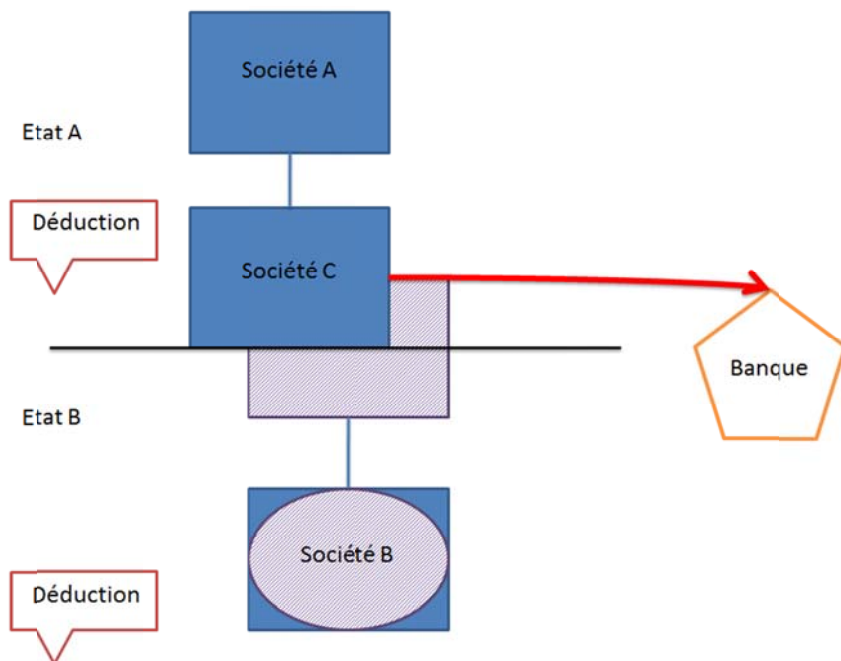 Société A
Etat A
Déduction
Société C
Banque
Etat B
Société B
Déduction